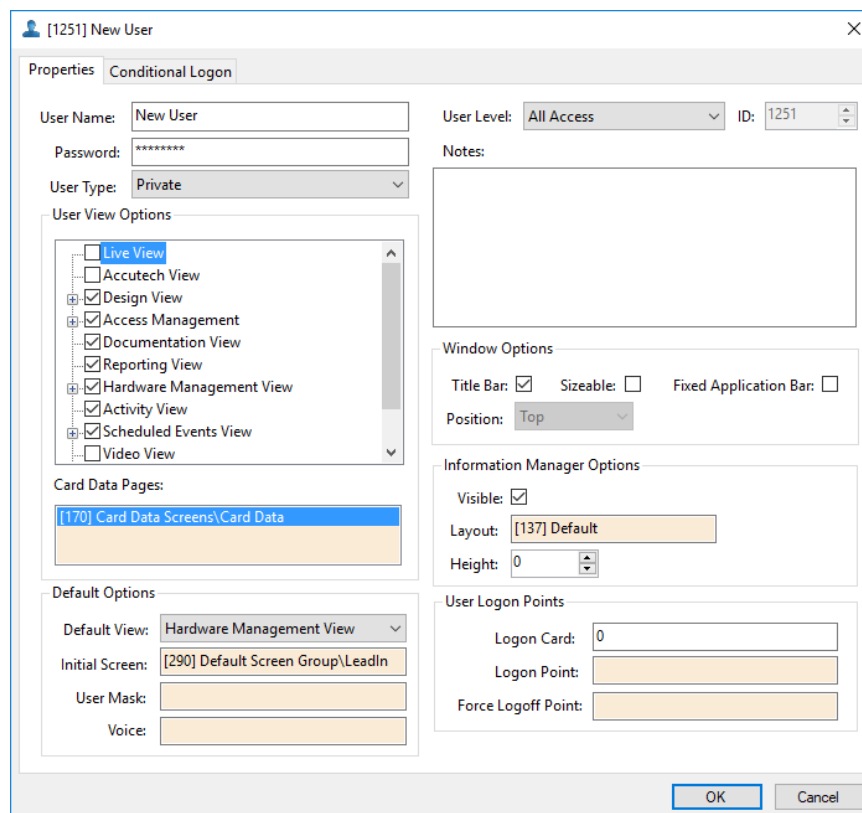 [1251] New User
Properties
Conditional Logon
User Name: New User
Password: ********
User Type: Private
User View Options
Live View
Accutech View
Design View
Access Management
Documentation View
Reporting View
Hardware Management View
Activity View
Scheduled Events View
Video View
Card Data Pages:
[170] Card Data Screens\Card Data
Default Options
Default View: Hardware Management View
Initial Screen: [290] Default Screen Group\LeadIn
User Mask:
Voice:
User Level: All Access ID: 1251
Notes:
Window Options
Title Bar: Sizeable: Fixed Application Bar:
Position: Top
Information Manager Options
Visible:
Layout: [137] Default
Height: 0
User Logon Points
Logon Card: 0
Logon Point:
Force Logoff Point:
OK Cancel